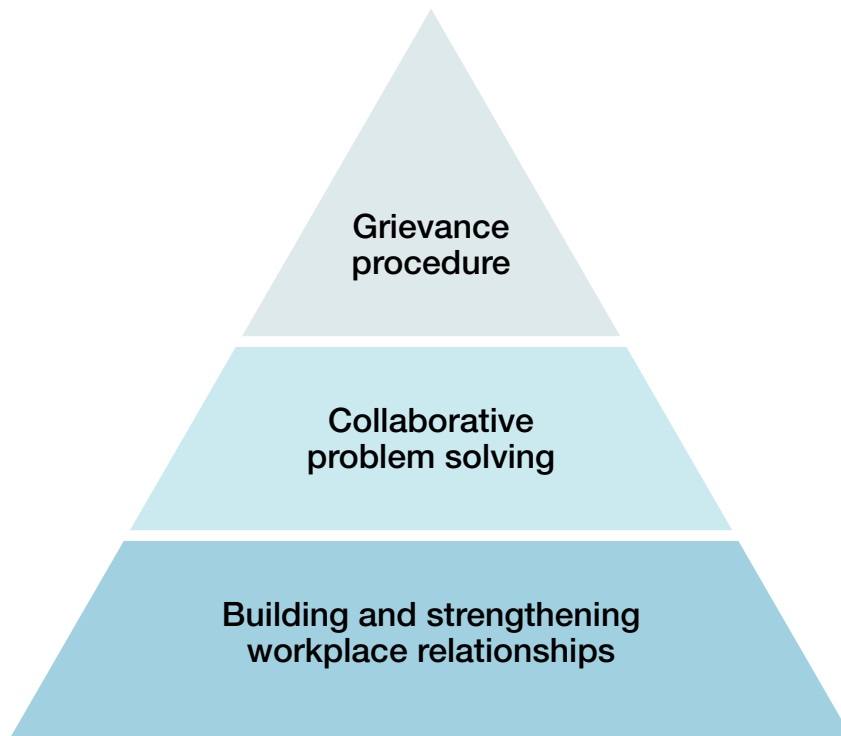 Grievance
procedure
Collaborative
problem solving
Building and strengthening
workplace relationships